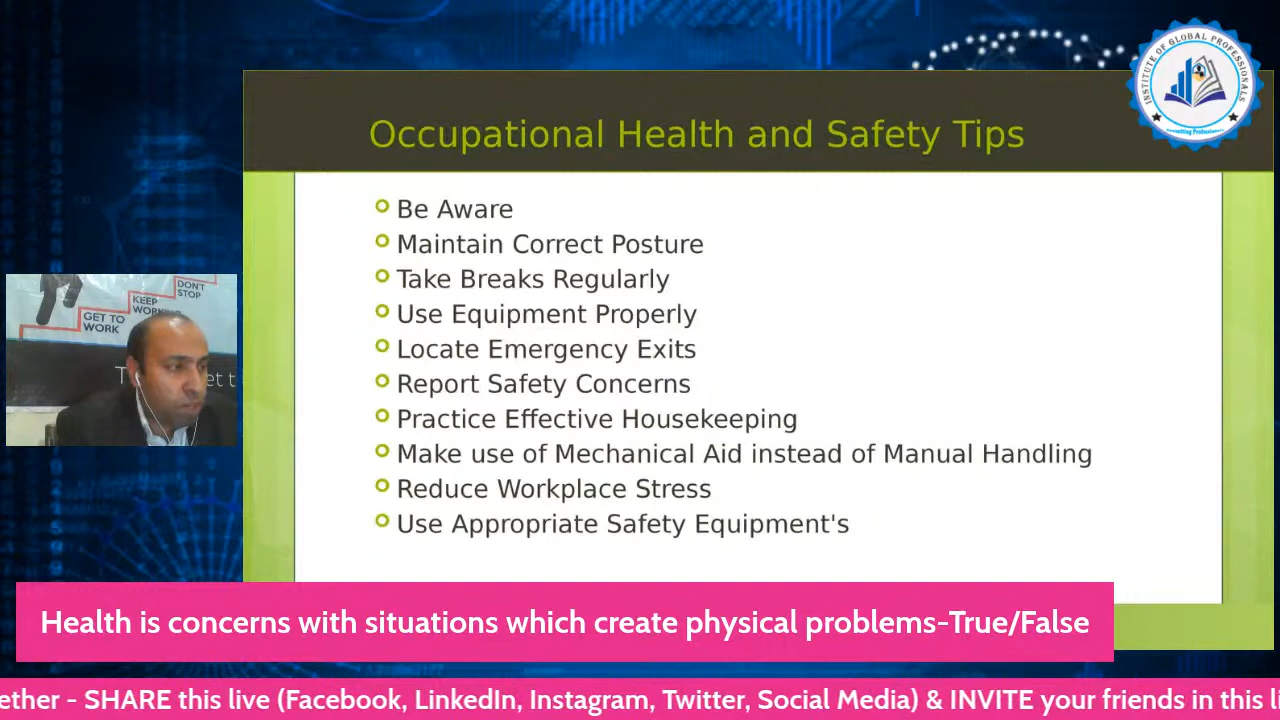 INSTITUTE OF GLOBAL PROFESSIONALS
Connecting Professionals
Occupational Health and Safety Tips
Be Aware
Maintain Correct Posture
Take Breaks Regularly
Use Equipment Properly
Locate Emergency Exits
Report Safety Concerns
Practice Effective Housekeeping
Make use of Mechanical Aid instead of Manual Handling
Reduce Workplace Stress
Use Appropriate Safety Equipment's
DON'T
STOP
KEEP
GET TO
WORK
Health is concerns with situations which create physical problems-True/False
ether - SHARE this live (Facebook, LinkedIn, Instagram, Twitter, Social Media) & INVITE your friends in this li